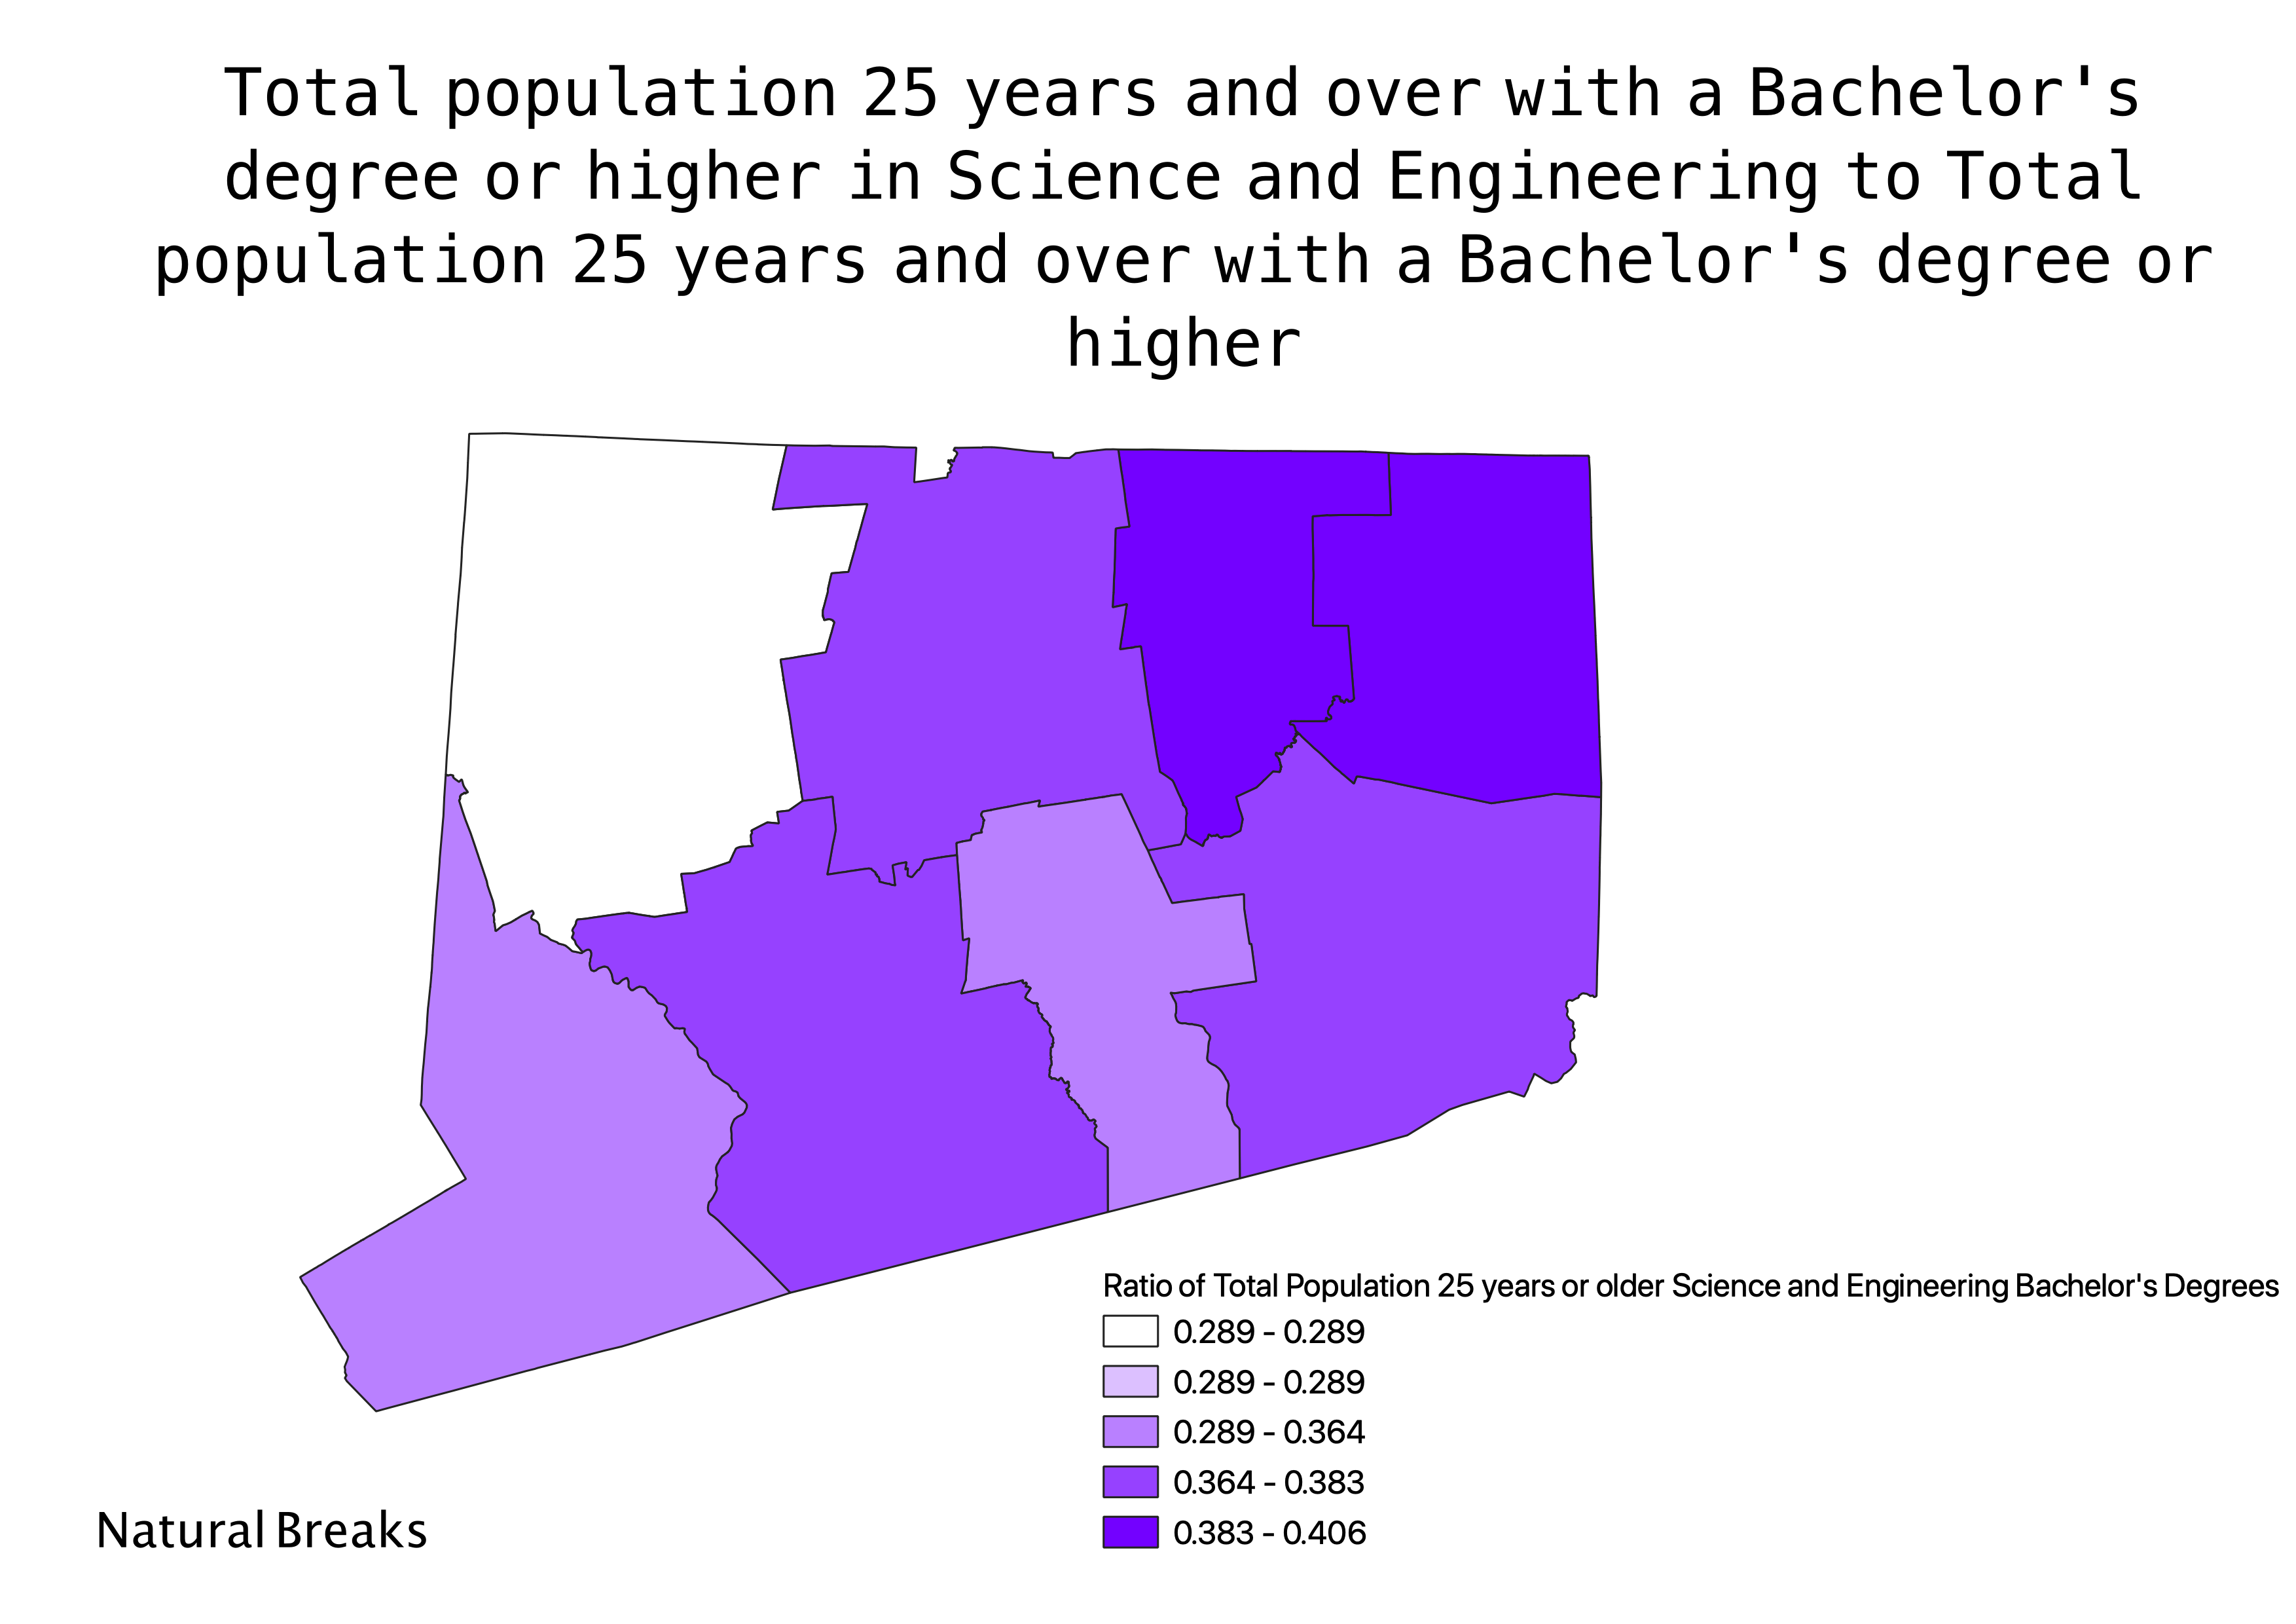 Total population 25 years and over with a Bachelor's
degree or higher in Science and Engineering to Total
population 25 years and over with a Bachelor's degree or
higher
Ratio of Total Population 25 years or older Science and Engineering Bachelor's Degrees
0.289 - 0.289
0.289 - 0.289
0.289 - 0.364
0.364 - 0.383
0.383 - 0.406
Natural Breaks